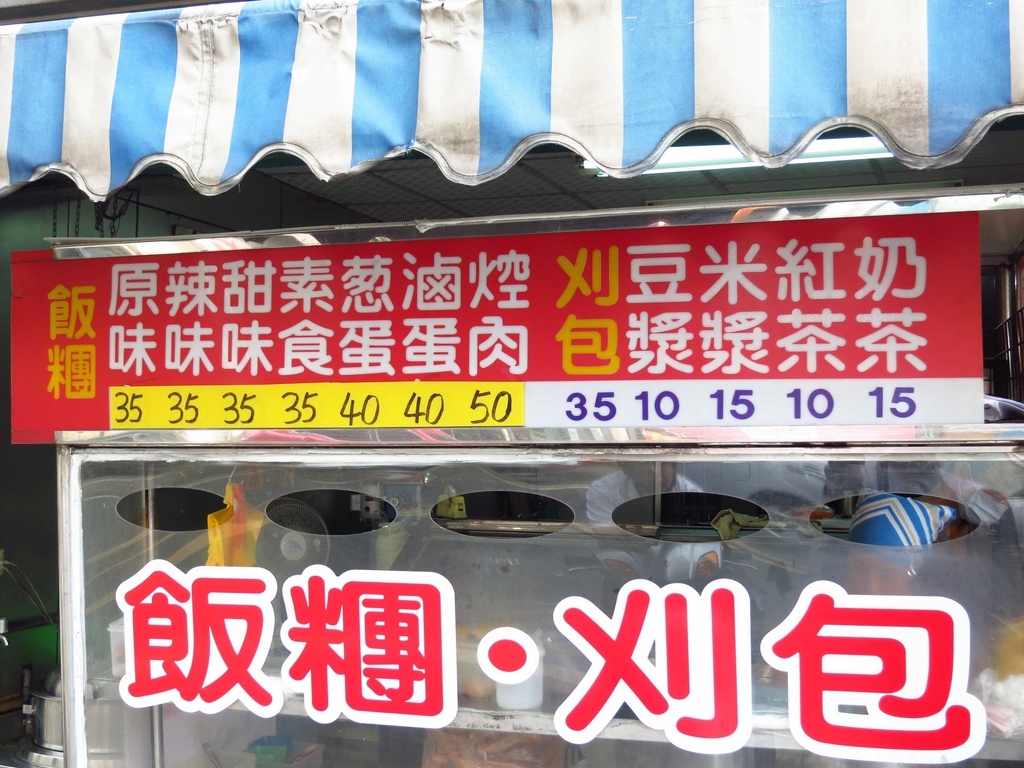 飯糰
原味 辣味 甜味 素食 葱蛋 滷蛋 焢肉
35 35 35 35 40 40 50
刈包
豆漿 米漿 紅茶 奶茶
35 10 15 10 15
飯糰·刈包